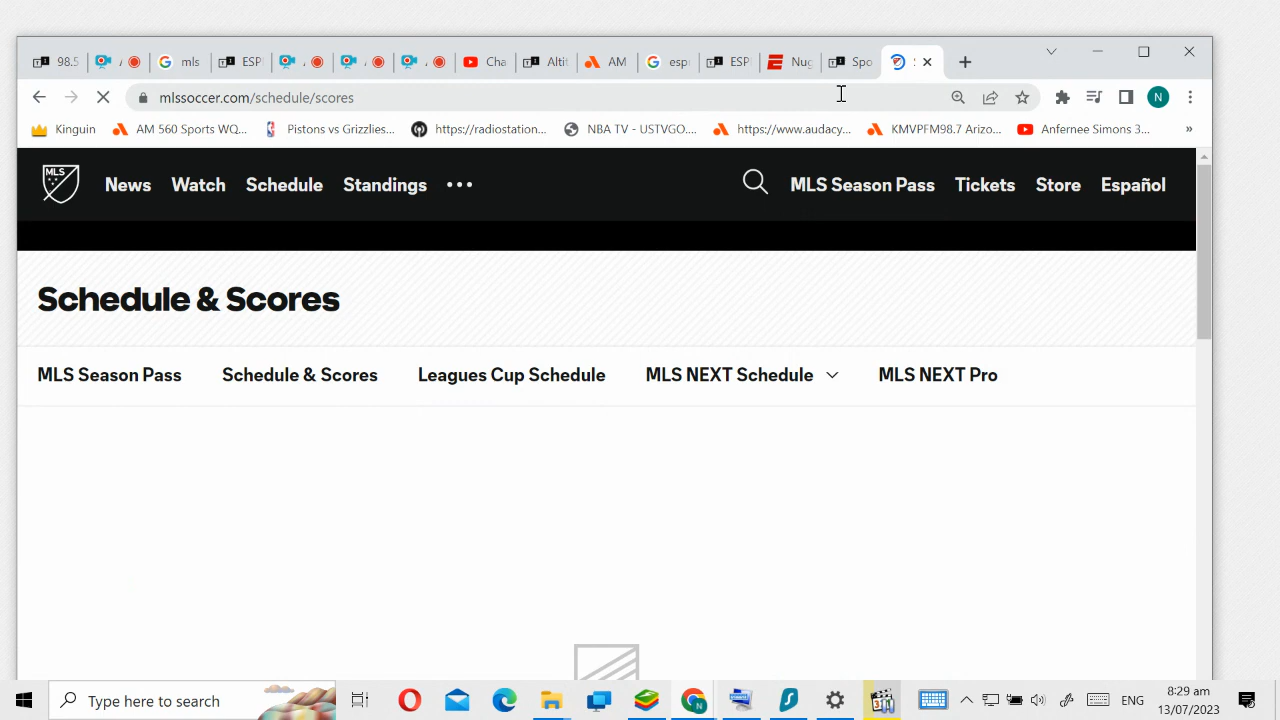 983
ESP
Cha
Altit
AM
esp
ESP
Nug
Spo
mlssoccer.com/schedule/scores
N
Kinguin
AM 560 Sports WQ...
Pistons vs Grizzlies...
https://radiostation...
NBA TV - USTVGO....
https://www.audacy...
KMVPFM98.7 Arizo...
Anfernee Simons 3...
»
MLS
News
Watch
Schedule
Standings
MLS Season Pass
Tickets
Store
Español
Schedule & Scores
MLS Season Pass
Schedule & Scores
Leagues Cup Schedule
MLS NEXT Schedule
MLS NEXT Pro
Type here to search
ENG
8:29 am
13/07/2023